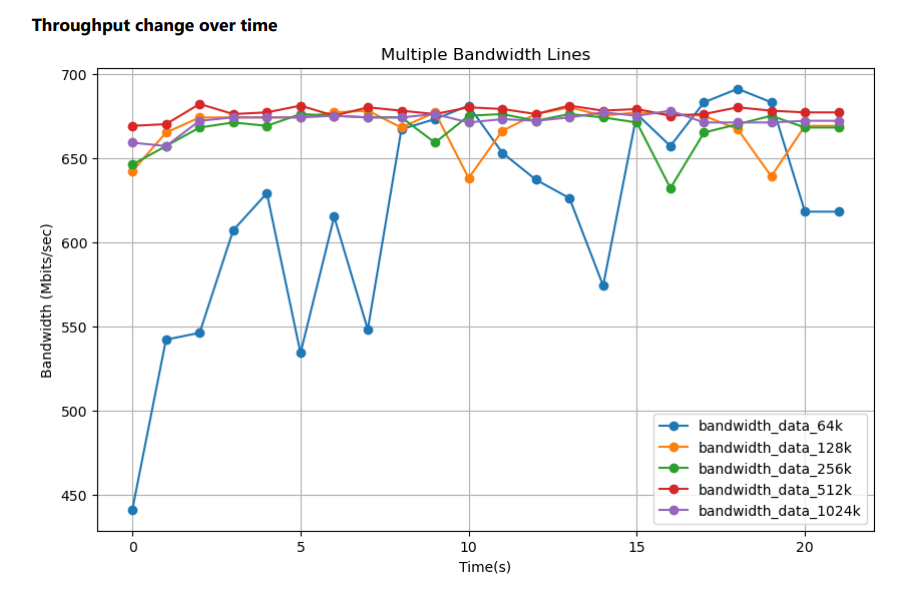 Throughput change over time
Multiple Bandwidth Lines
700
650
600
550
500
450
Bandwidth (Mbits/sec)
bandwidth_data_64k
bandwidth_data_128k
bandwidth_data_256k
bandwidth_data_512k
bandwidth_data_1024k
0 5 10 15 20
Time(s)